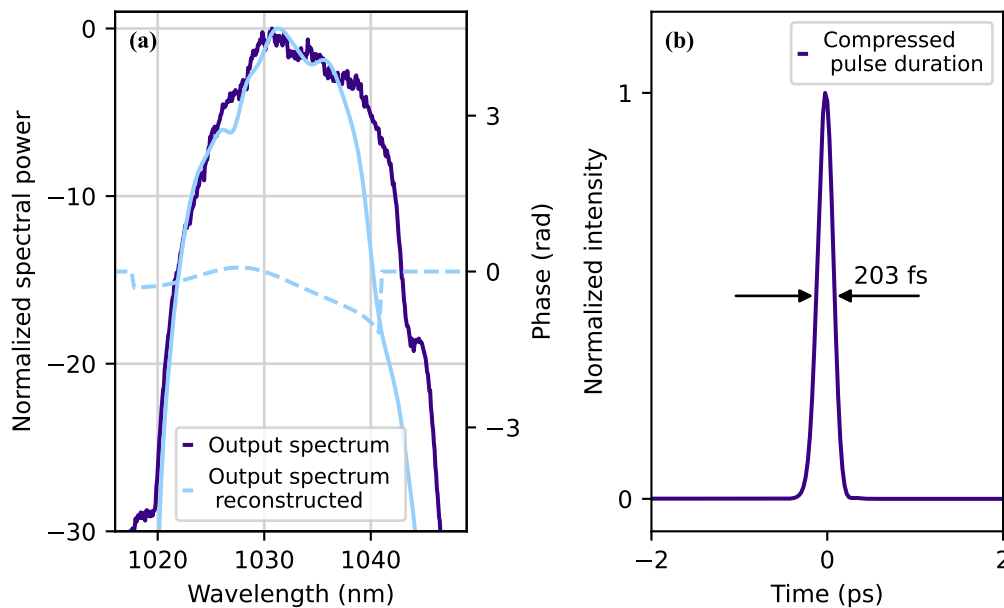 (a)
0
−10
−20
−30
Normalized spectral power
1020
1030
1040
Wavelength (nm)
3
0
−3
Phase (rad)
Output spectrum
Output spectrum
reconstructed
(b)
Compressed
pulse duration
1
0
Normalized intensity
203 fs
−2
0
2
Time (ps)